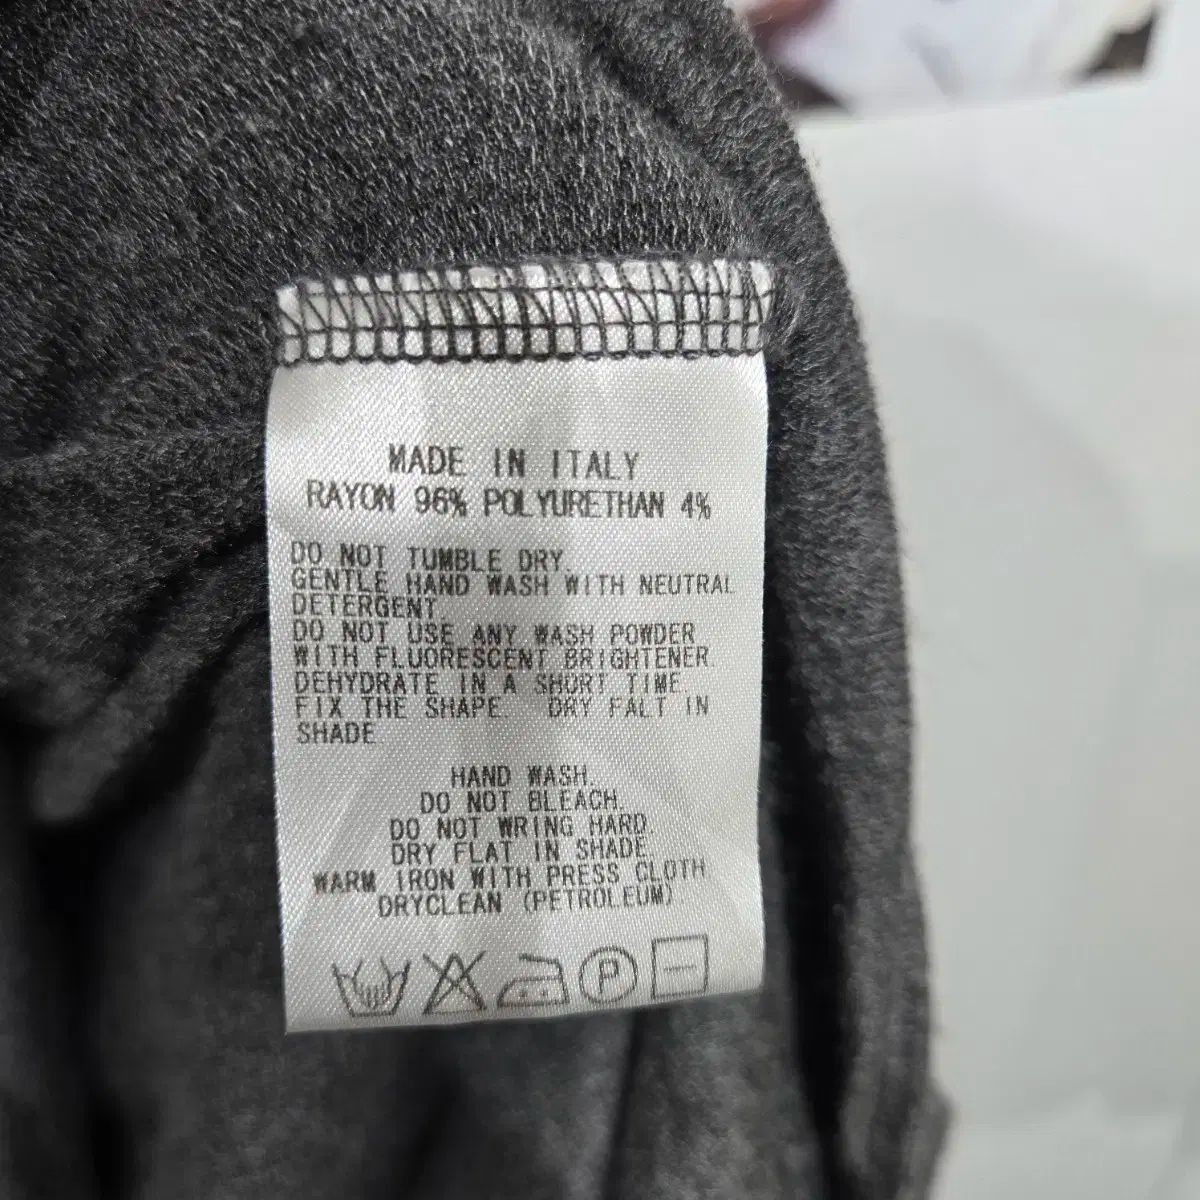 MADE IN ITALY
RAYON 96% POLYURETHAN 4%
DO NOT TUMBLE DRY.
GENTLE HAND WASH WITH NEUTRAL
DETERGENT
DO NOT USE ANY WASH POWDER
WITH FLUORESCENT BRIGHTENER.
DEHYDRATE IN A SHORT TIME.
FIX THE SHAPE. DRY FALT IN
SHADE
HAND WASH.
DO NOT BLEACH.
DO NOT WRING HARD.
DRY FLAT IN SHADE
WARM IRON WITH PRESS CLOTH
DRYCLEAN (PETROLEUM)
P